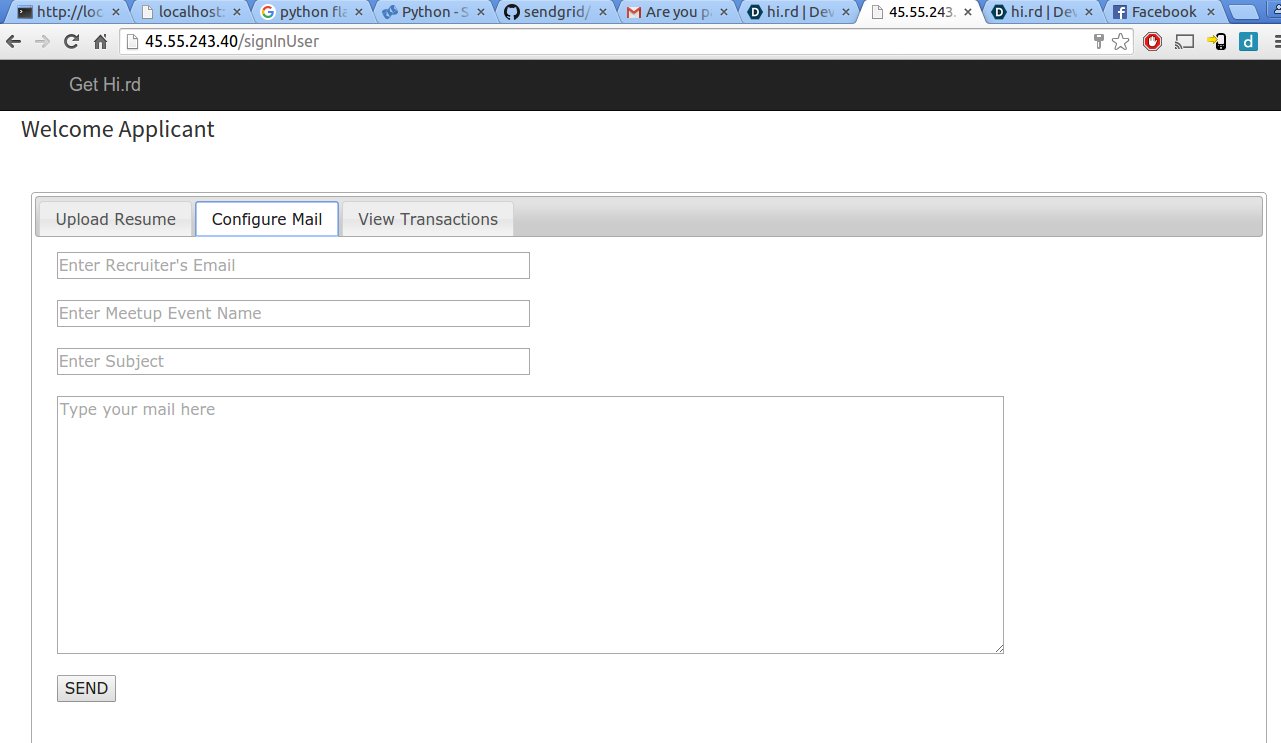 http://loc localhost: python fla Python - S sendgrid/ Are you p hi.rd | Dev 45.55.243. hi.rd | Dev Facebook
45.55.243.40/signInUser
Get Hi.rd
Welcome Applicant
Upload Resume Configure Mail View Transactions
Enter Recruiter's Email
Enter Meetup Event Name
Enter Subject
Type your mail here
SEND